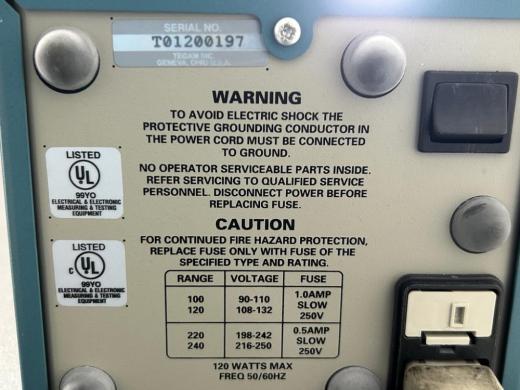 SERIAL NO.
T01200197
TEGAM INC.
GENEVA, OHIO U.S.A.
WARNING
TO AVOID ELECTRIC SHOCK THE
PROTECTIVE GROUNDING CONDUCTOR IN
THE POWER CORD MUST BE CONNECTED
TO GROUND.
NO OPERATOR SERVICEABLE PARTS INSIDE.
REFER SERVICING TO QUALIFIED SERVICE
PERSONNEL. DISCONNECT POWER BEFORE
REPLACING FUSE.
LISTED
UL
99YO
ELECTRICAL & ELECTRONIC
MEASURING & TESTING
EQUIPMENT
CAUTION
FOR CONTINUED FIRE HAZARD PROTECTION,
REPLACE FUSE ONLY WITH FUSE OF THE
SPECIFIED TYPE AND RATING.
LISTED
C UL
99YO
ELECTRICAL & ELECTRONIC
MEASURING & TESTING
EQUIPMENT
RANGE VOLTAGE FUSE
100 90-110 1.0AMP
120 108-132 SLOW
250V
220 198-242 0.5AMP
240 216-250 SLOW
250V
120 WATTS MAX
FREQ 50/60HZ